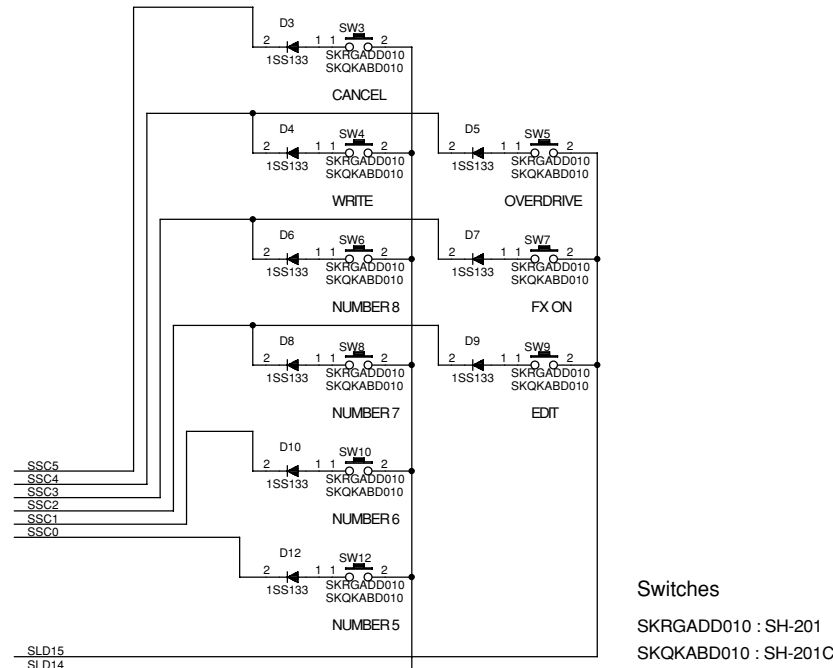 D3
SW3
2 1 1 2
1SS133
SKRGADD010
SKQKABD010
CANCEL
D4
SW4
2 1 1 2
1SS133
SKRGADD010
SKQKABD010
WRITE
D5
SW5
2 1 1 2
1SS133
SKRGADD010
SKQKABD010
OVERDRIVE
D6
SW6
2 1 1 2
1SS133
SKRGADD010
SKQKABD010
NUMBER 8
D7
SW7
2 1 1 2
1SS133
SKRGADD010
SKQKABD010
FX ON
D8
SW8
2 1 1 2
1SS133
SKRGADD010
SKQKABD010
NUMBER 7
D9
SW9
2 1 1 2
1SS133
SKRGADD010
SKQKABD010
EDIT
D10
SW10
2 1 1 2
1SS133
SKRGADD010
SKQKABD010
NUMBER 6
SSC5
SSC4
SSC3
SSC2
SSC1
SSC0
D12
SW12
2 1 1 2
1SS133
SKRGADD010
SKQKABD010
NUMBER 5
SLD15
SLD14
Switches
SKRGADD010 : SH-201
SKQKABD010 : SH-201C